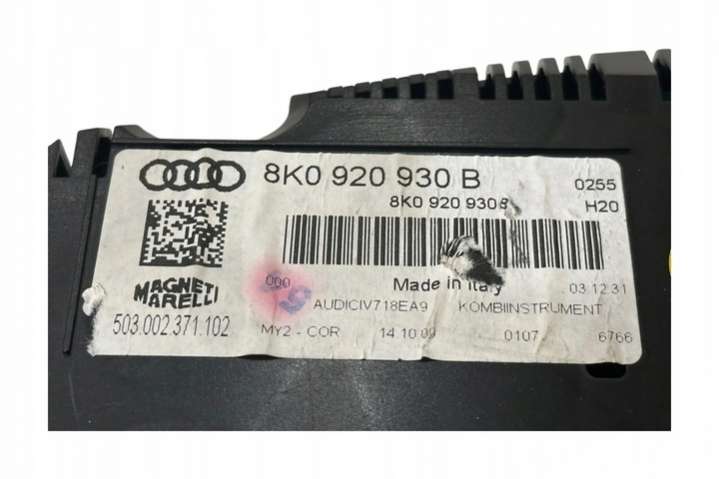 8K0 920 930 B
0255
8K0 920 930B
H20
Made in Italy
03.12.31
000
MAGNETI
MARELLI
AUDICIV718EA9 KOMBIINSTRUMENT
503.002.371.102
MY2 - COR 14.10.09 0107 6766